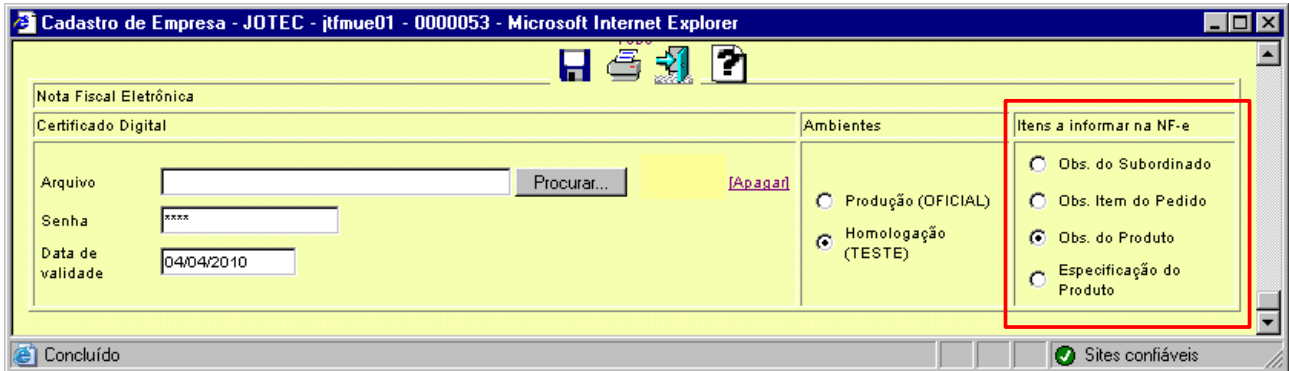 Cadastro de Empresa - JOTEC - jtfmue01 - 0000053 - Microsoft Internet Explorer
Nota Fiscal Eletrônica
Certificado Digital
Ambientes
Itens a informar na NF-e
Arquivo
Procurar...
[Apagar]
Senha
****
Data de
validade
04/04/2010
Produção (OFICIAL)
Homologação
(TESTE)
Obs. do Subordinado
Obs. Item do Pedido
Obs. do Produto
Especificação do
Produto
Concluído
Sites confiáveis